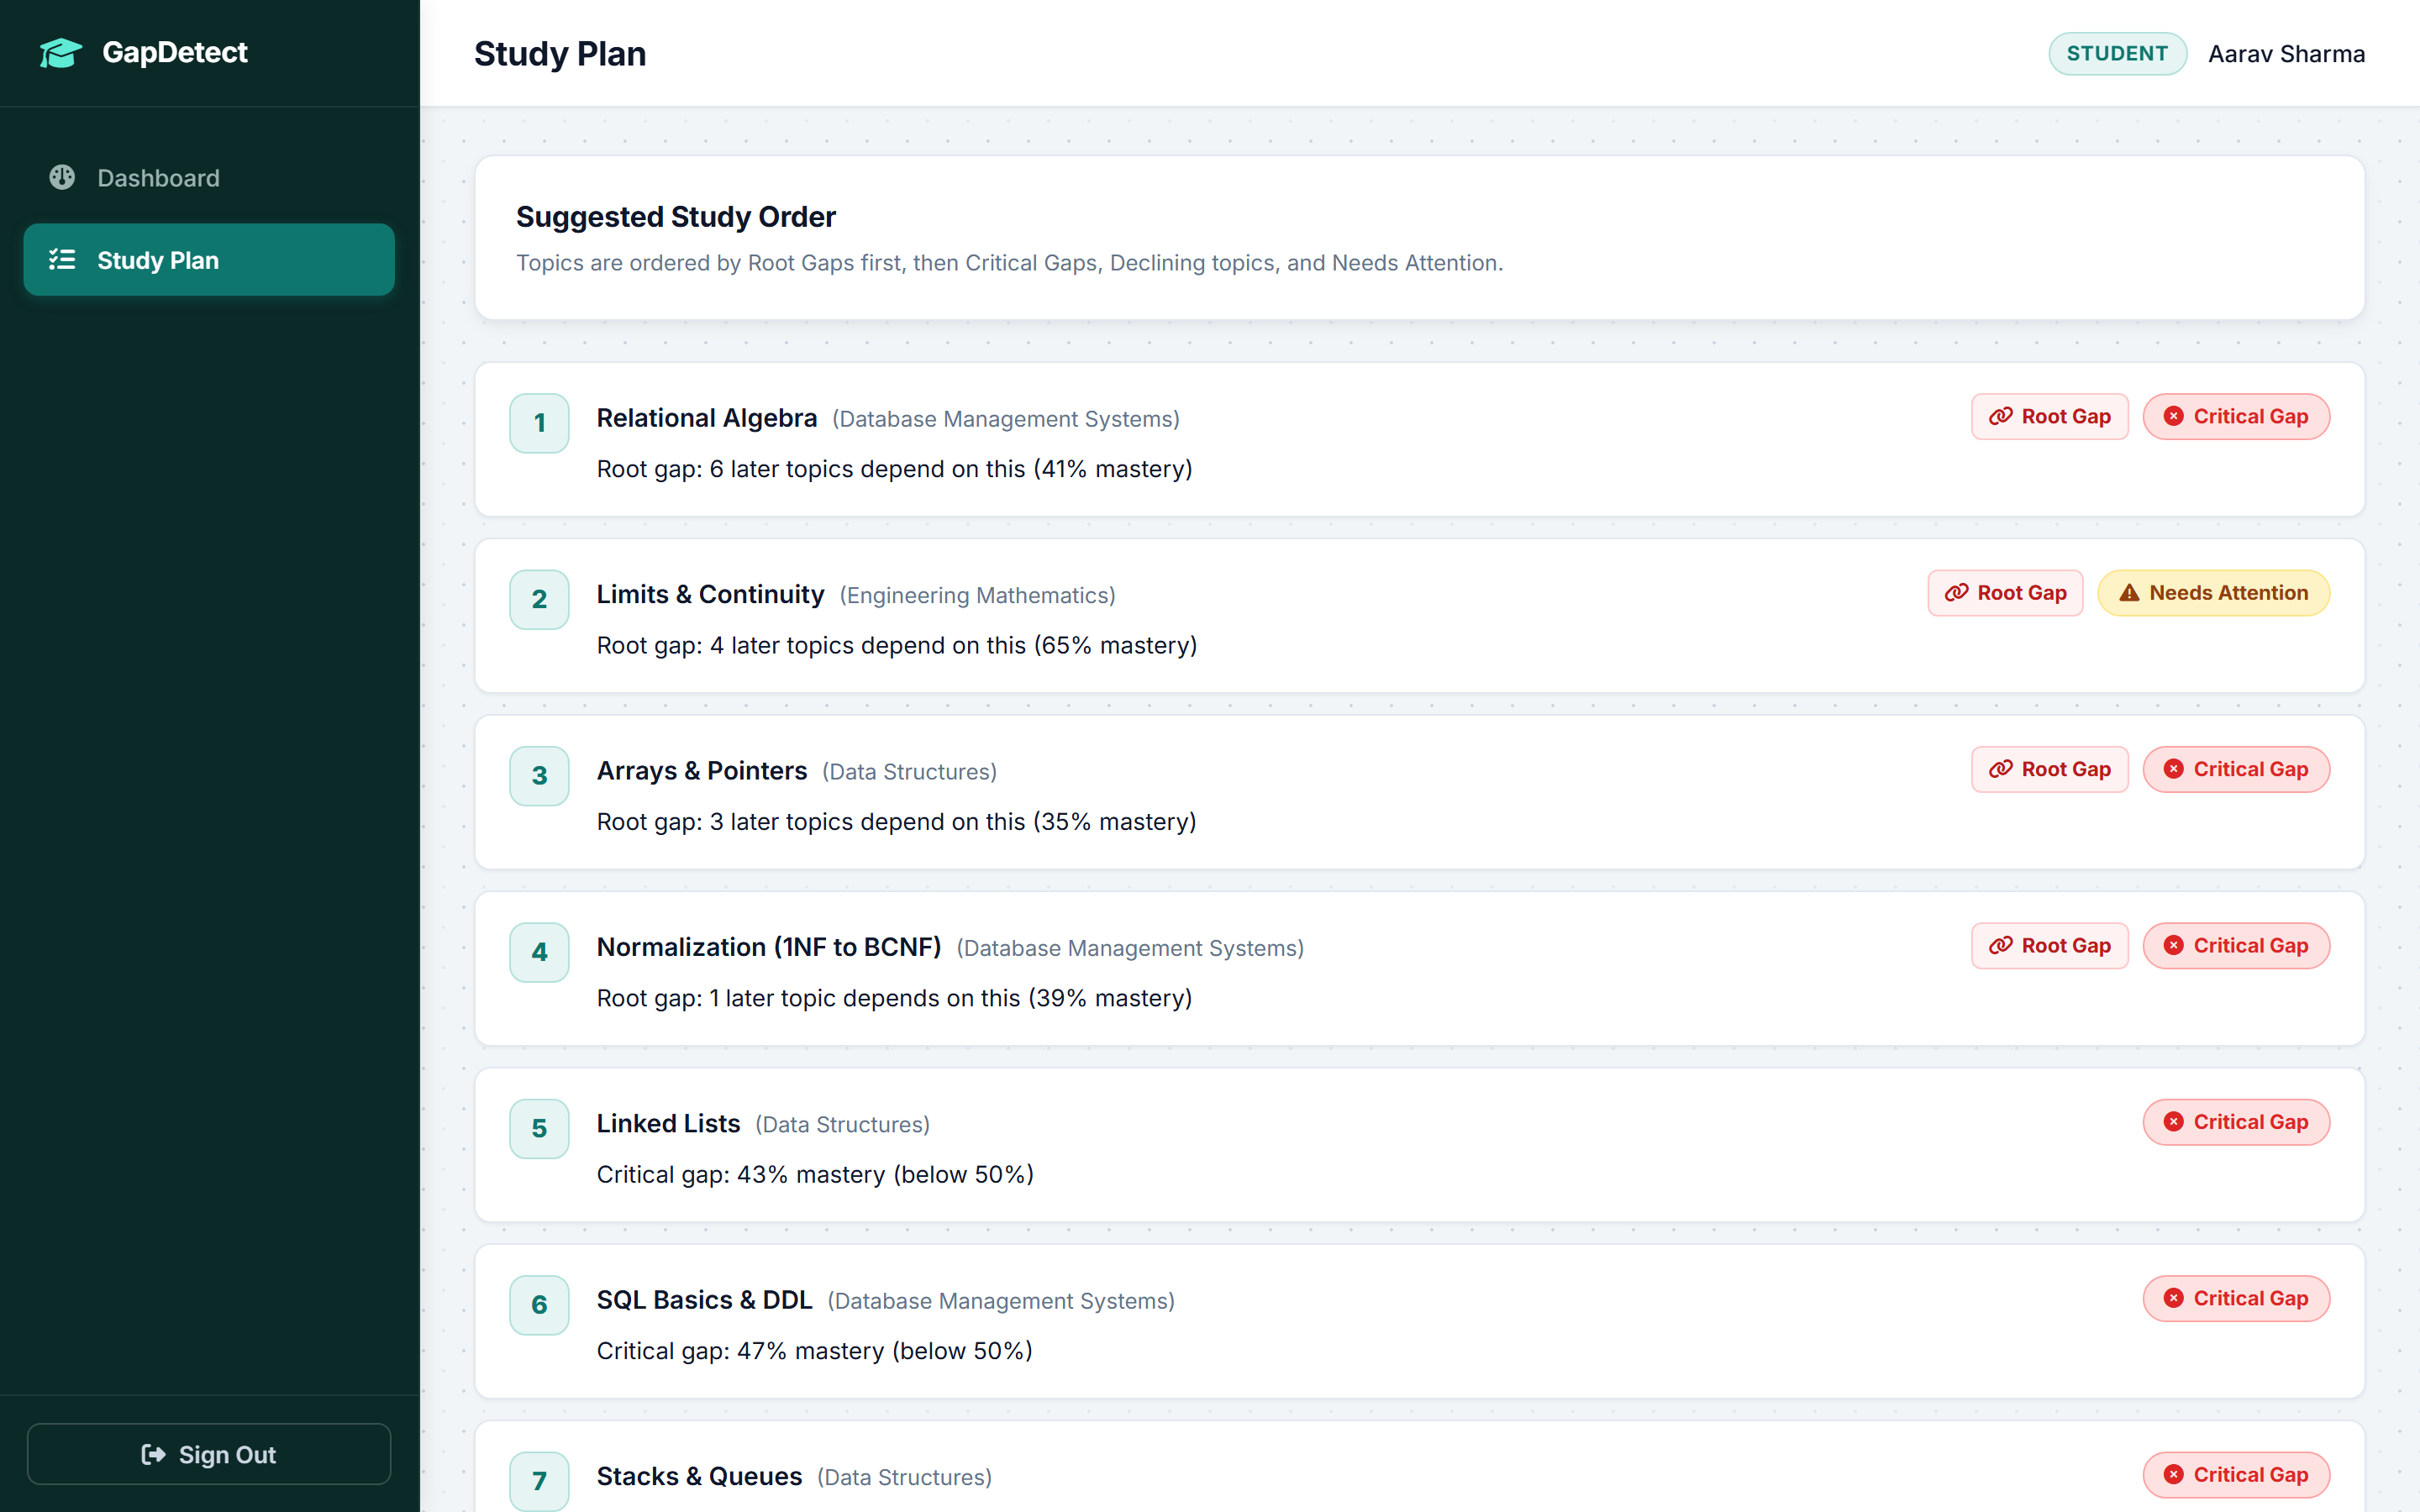 GapDetect
Study Plan
STUDENT
Aarav Sharma
Dashboard
Study Plan
Suggested Study Order
Topics are ordered by Root Gaps first, then Critical Gaps, Declining topics, and Needs Attention.
1
Relational Algebra (Database Management Systems)
Root Gap
Critical Gap
Root gap: 6 later topics depend on this (41% mastery)
2
Limits & Continuity (Engineering Mathematics)
Root Gap
Needs Attention
Root gap: 4 later topics depend on this (65% mastery)
3
Arrays & Pointers (Data Structures)
Root Gap
Critical Gap
Root gap: 3 later topics depend on this (35% mastery)
4
Normalization (1NF to BCNF) (Database Management Systems)
Root Gap
Critical Gap
Root gap: 1 later topic depends on this (39% mastery)
5
Linked Lists (Data Structures)
Critical Gap
Critical gap: 43% mastery (below 50%)
6
SQL Basics & DDL (Database Management Systems)
Critical Gap
Critical gap: 47% mastery (below 50%)
7
Stacks & Queues (Data Structures)
Critical Gap
Sign Out